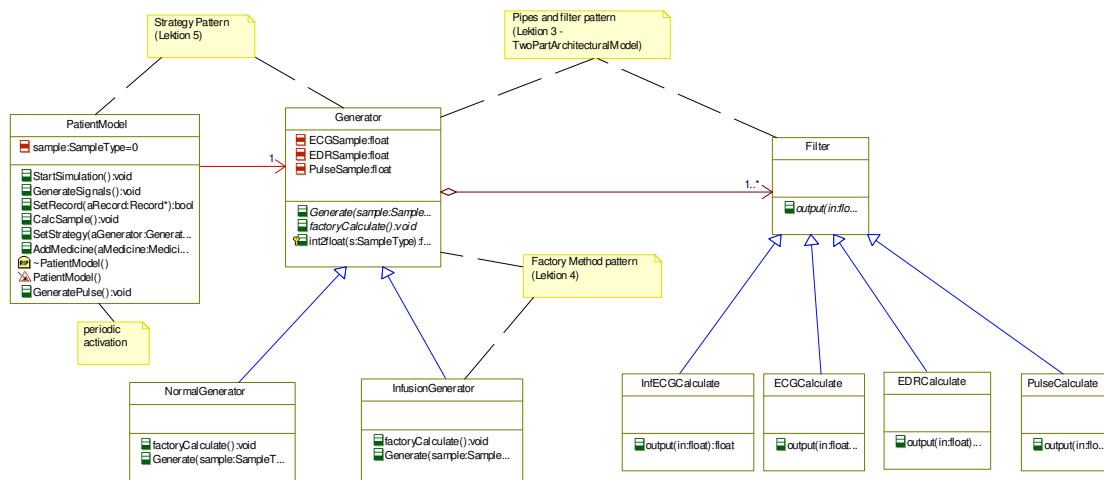 Strategy Pattern
(Lektion 5)
Pipes and filter pattern
(Lektion 3 -
TwoPartArchitecturalModel)
PatientModel
sample:SampleType=0
StartSimulation():void
GenerateSignals():void
SetRecord(aRecord:Record*):bool
CalcSample():void
SetStrategy(aGenerator:Generat...
AddMedicine(aMedicine:Medici...
~PatientModel()
PatientModel()
GeneratePulse():void
periodic
activation
1
Generator
ECGSample:float
EDRSample:float
PulseSample:float
Generate(sample:Sample...
factoryCalculate():void
int2float(s:SampleType):f...
1..*
Filter
output(in:flo...
Factory Method pattern
(Lektion 4)
NormalGenerator
factoryCalculate():void
Generate(sample:SampleT...
InfusionGenerator
factoryCalculate():void
Generate(sample:Sample...
InfECGCalculate
output(in:float):float
ECGCalculate
output(in:float...
EDRCalculate
output(in:float)...
PulseCalculate
output(in:flo...